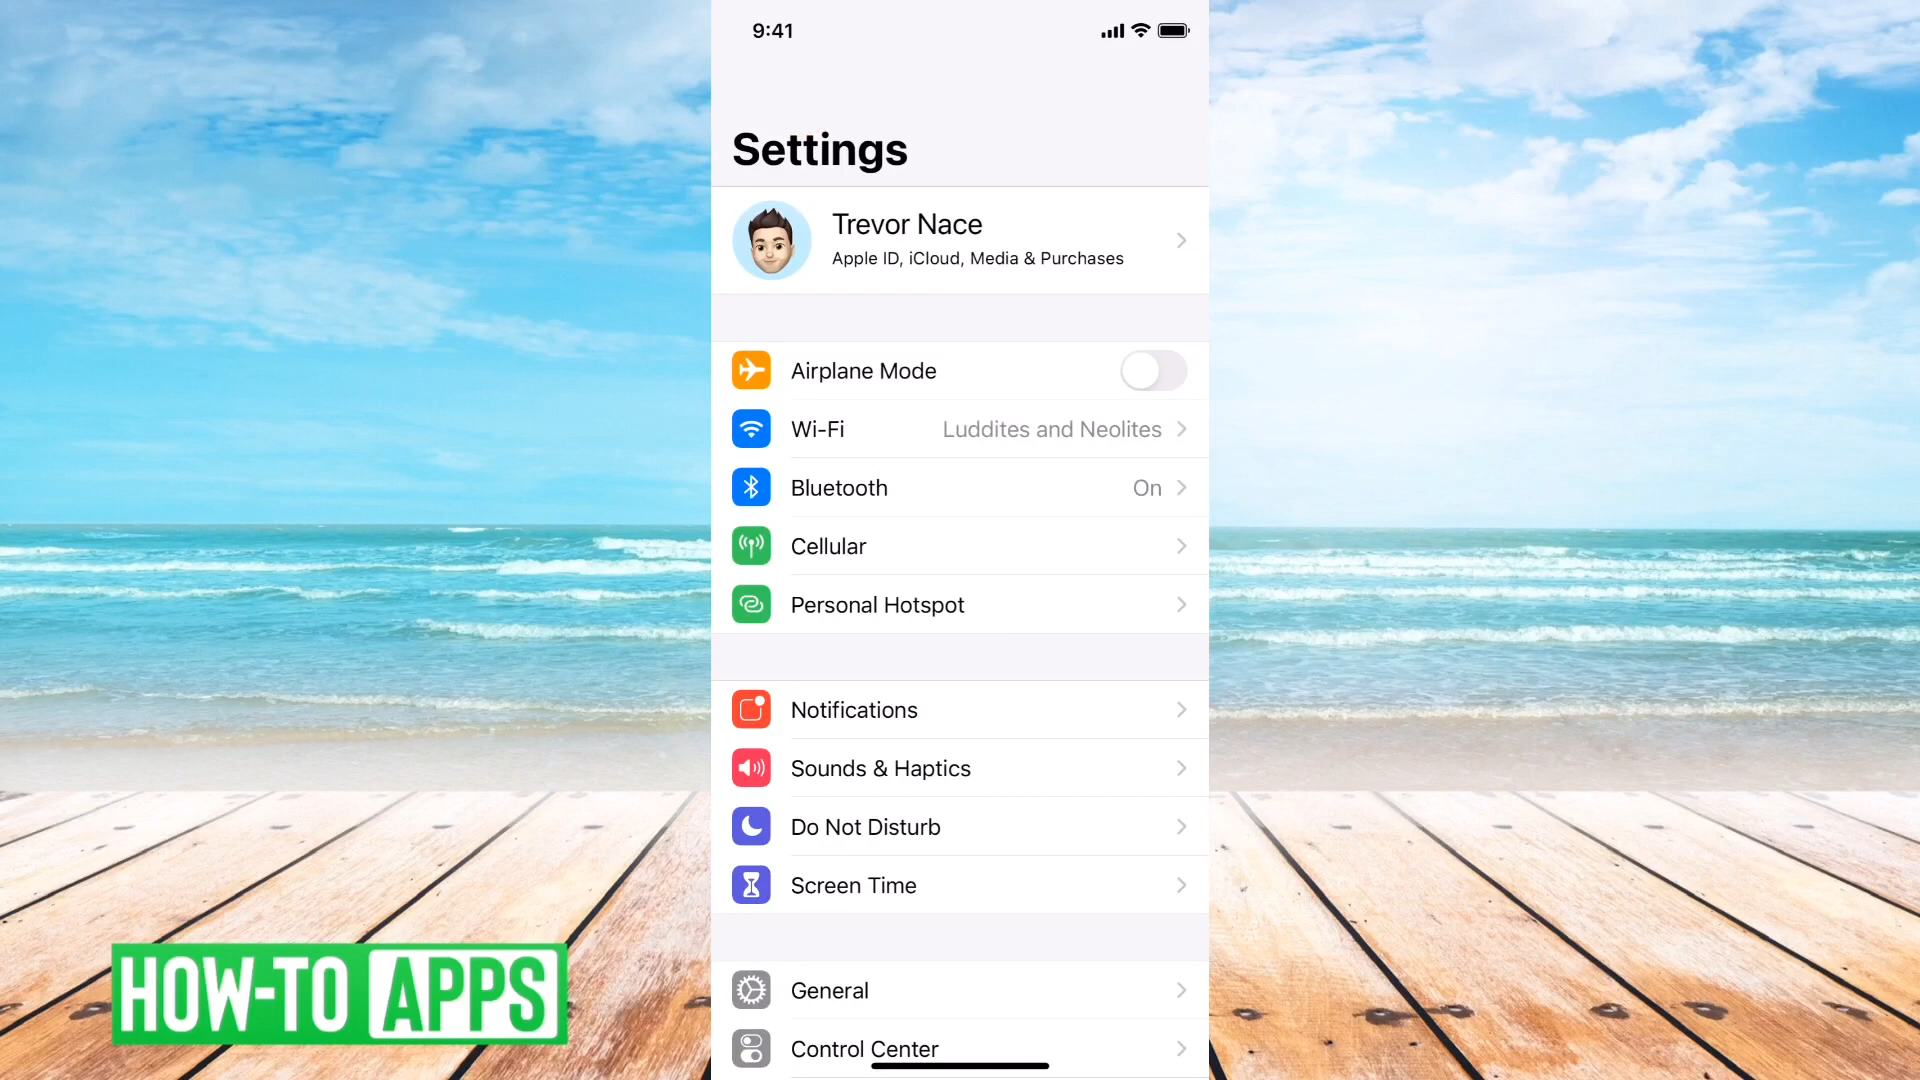 9:41
Settings
Trevor Nace
Apple ID, iCloud, Media & Purchases
Airplane Mode
Wi-Fi Luddites and Neolites
Bluetooth On
Cellular
Personal Hotspot
Notifications
Sounds & Haptics
Do Not Disturb
Screen Time
General
Control Center
HOW-TO APPS